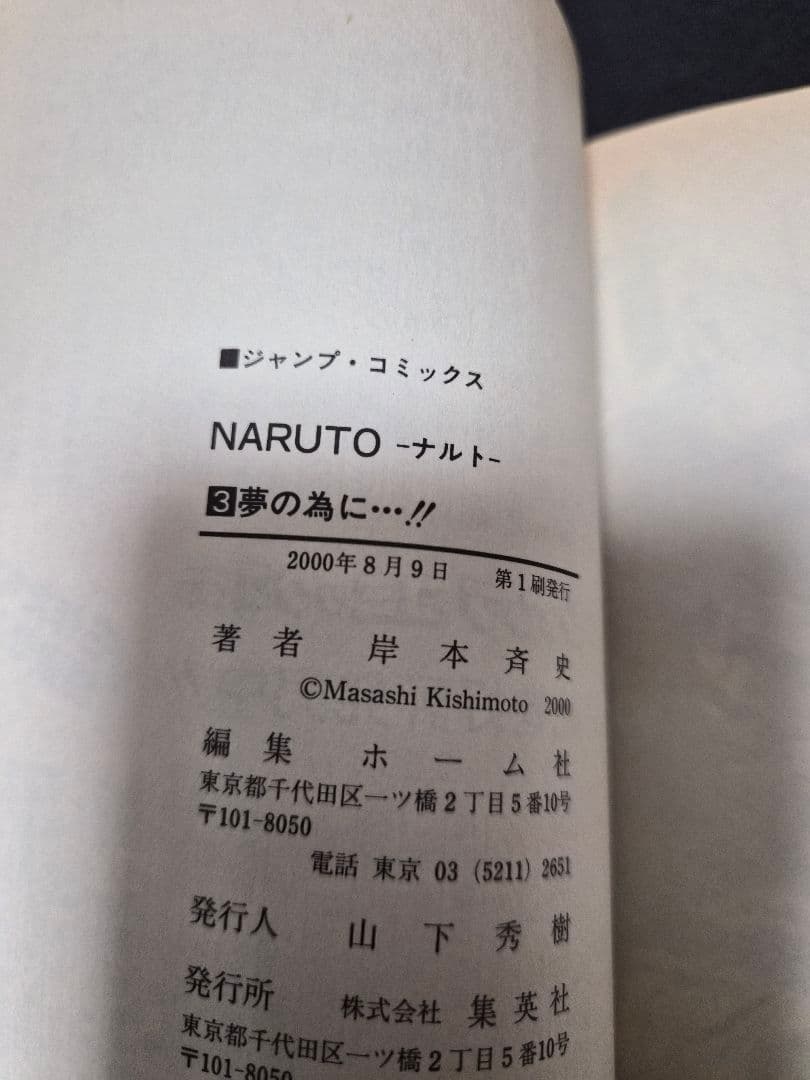 ■ジャンプ・コミックス
NARUTO -ナルト-
3夢の為に…!!
2000年8月9日 第1刷発行
著者 岸本斉史
©Masashi Kishimoto 2000
編集 ホーム社
東京都千代田区一ツ橋2丁目5番10号
〒101-8050
電話 東京 03 (5211) 2651
発行人 山下秀樹
発行所 株式会社 集英社
東京都千代田区一ツ橋2丁目5番10号
〒101-8050